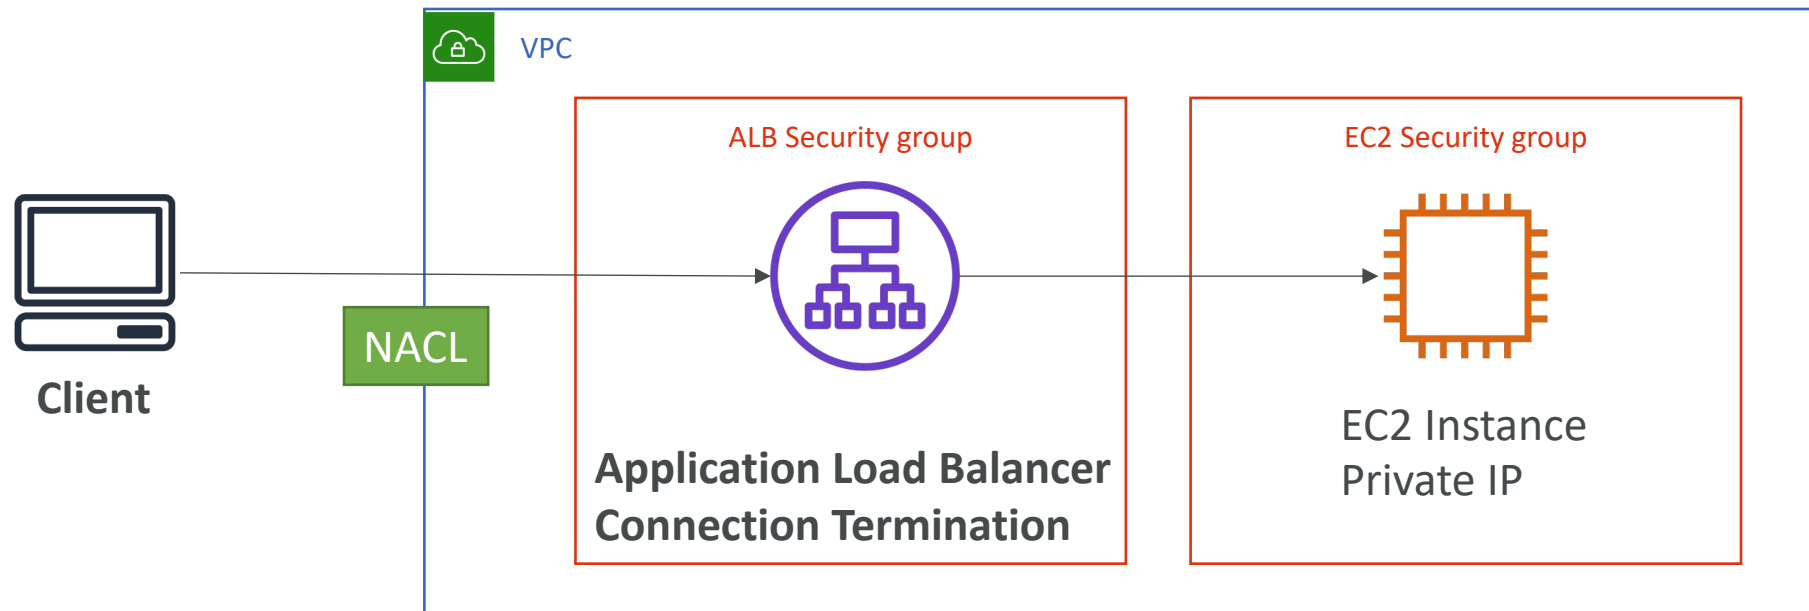 VPC
ALB Security group
EC2 Security group
NACL
Client
Application Load Balancer
Connection Termination
EC2 Instance
Private IP